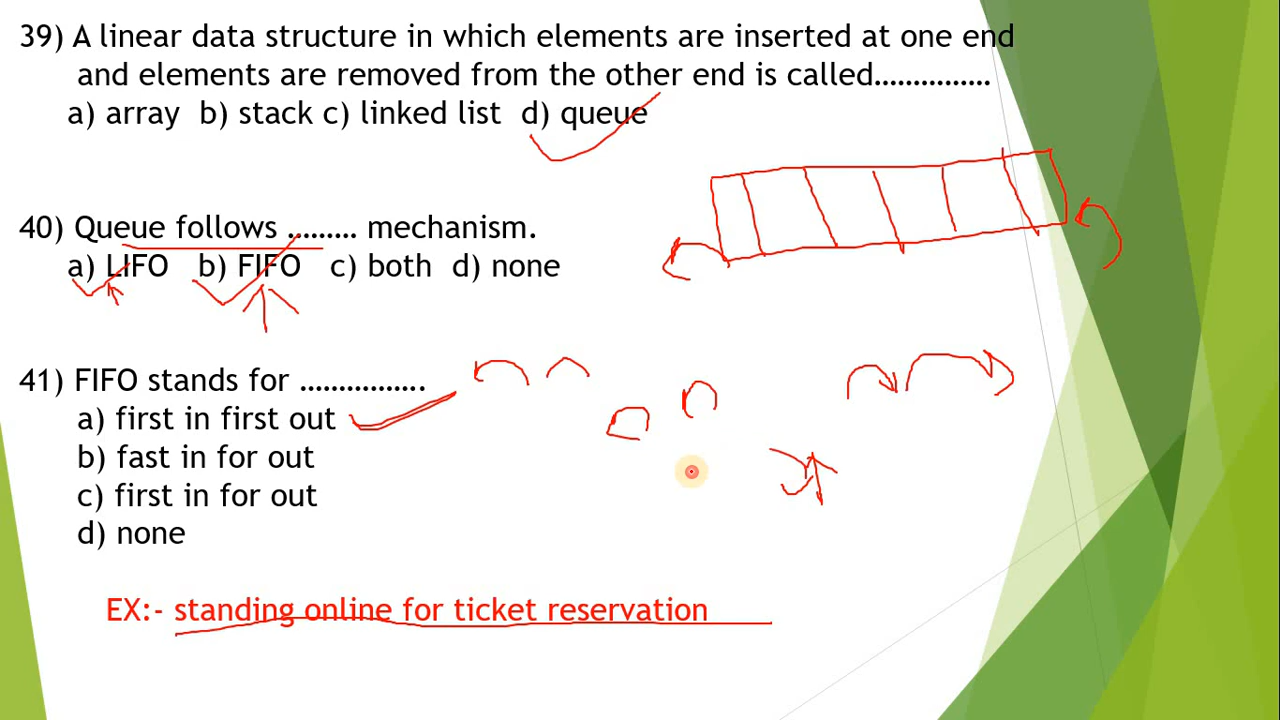 39) A linear data structure in which elements are inserted at one end
and elements are removed from the other end is called...............
a) array b) stack c) linked list d) queue
40) Queue follows ......... mechanism.
a) LIFO b) FIFO c) both d) none
41) FIFO stands for ................
a) first in first out
b) fast in for out
c) first in for out
d) none
EX:- standing online for ticket reservation